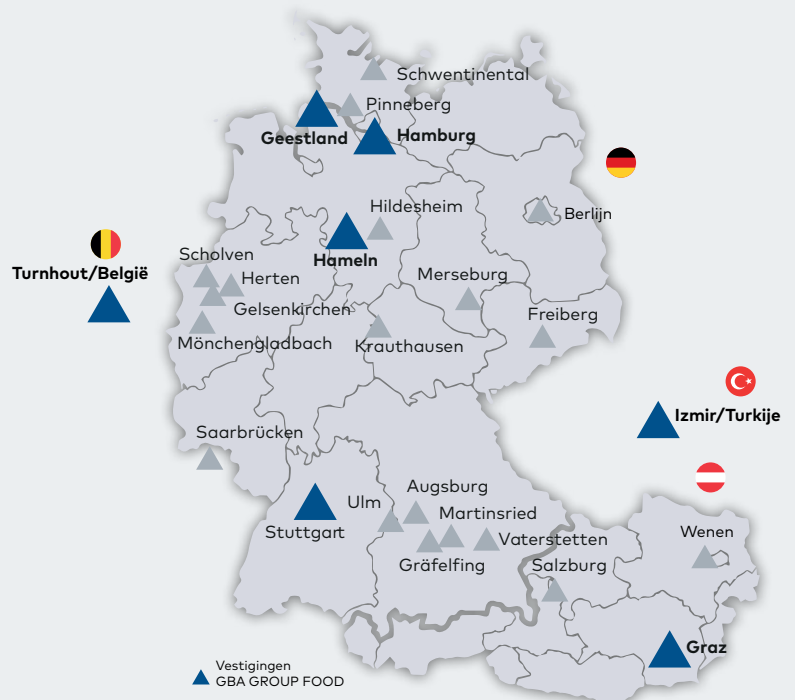 Schwentinental
Pinneberg
Geestland
Hamburg
Hildesheim
Berlijn
Hameln
Scholven
Turnhout/België
Herten
Merseburg
Gelsenkirchen
Freiberg
Mönchengladbach
Krauthausen
Izmir/Turkije
Saarbrücken
Augsburg
Ulm
Martinsried
Stuttgart
Vaterstetten
Wenen
Gräfelfing
Salzburg
Graz
Vestigingen
GBA GROUP FOOD